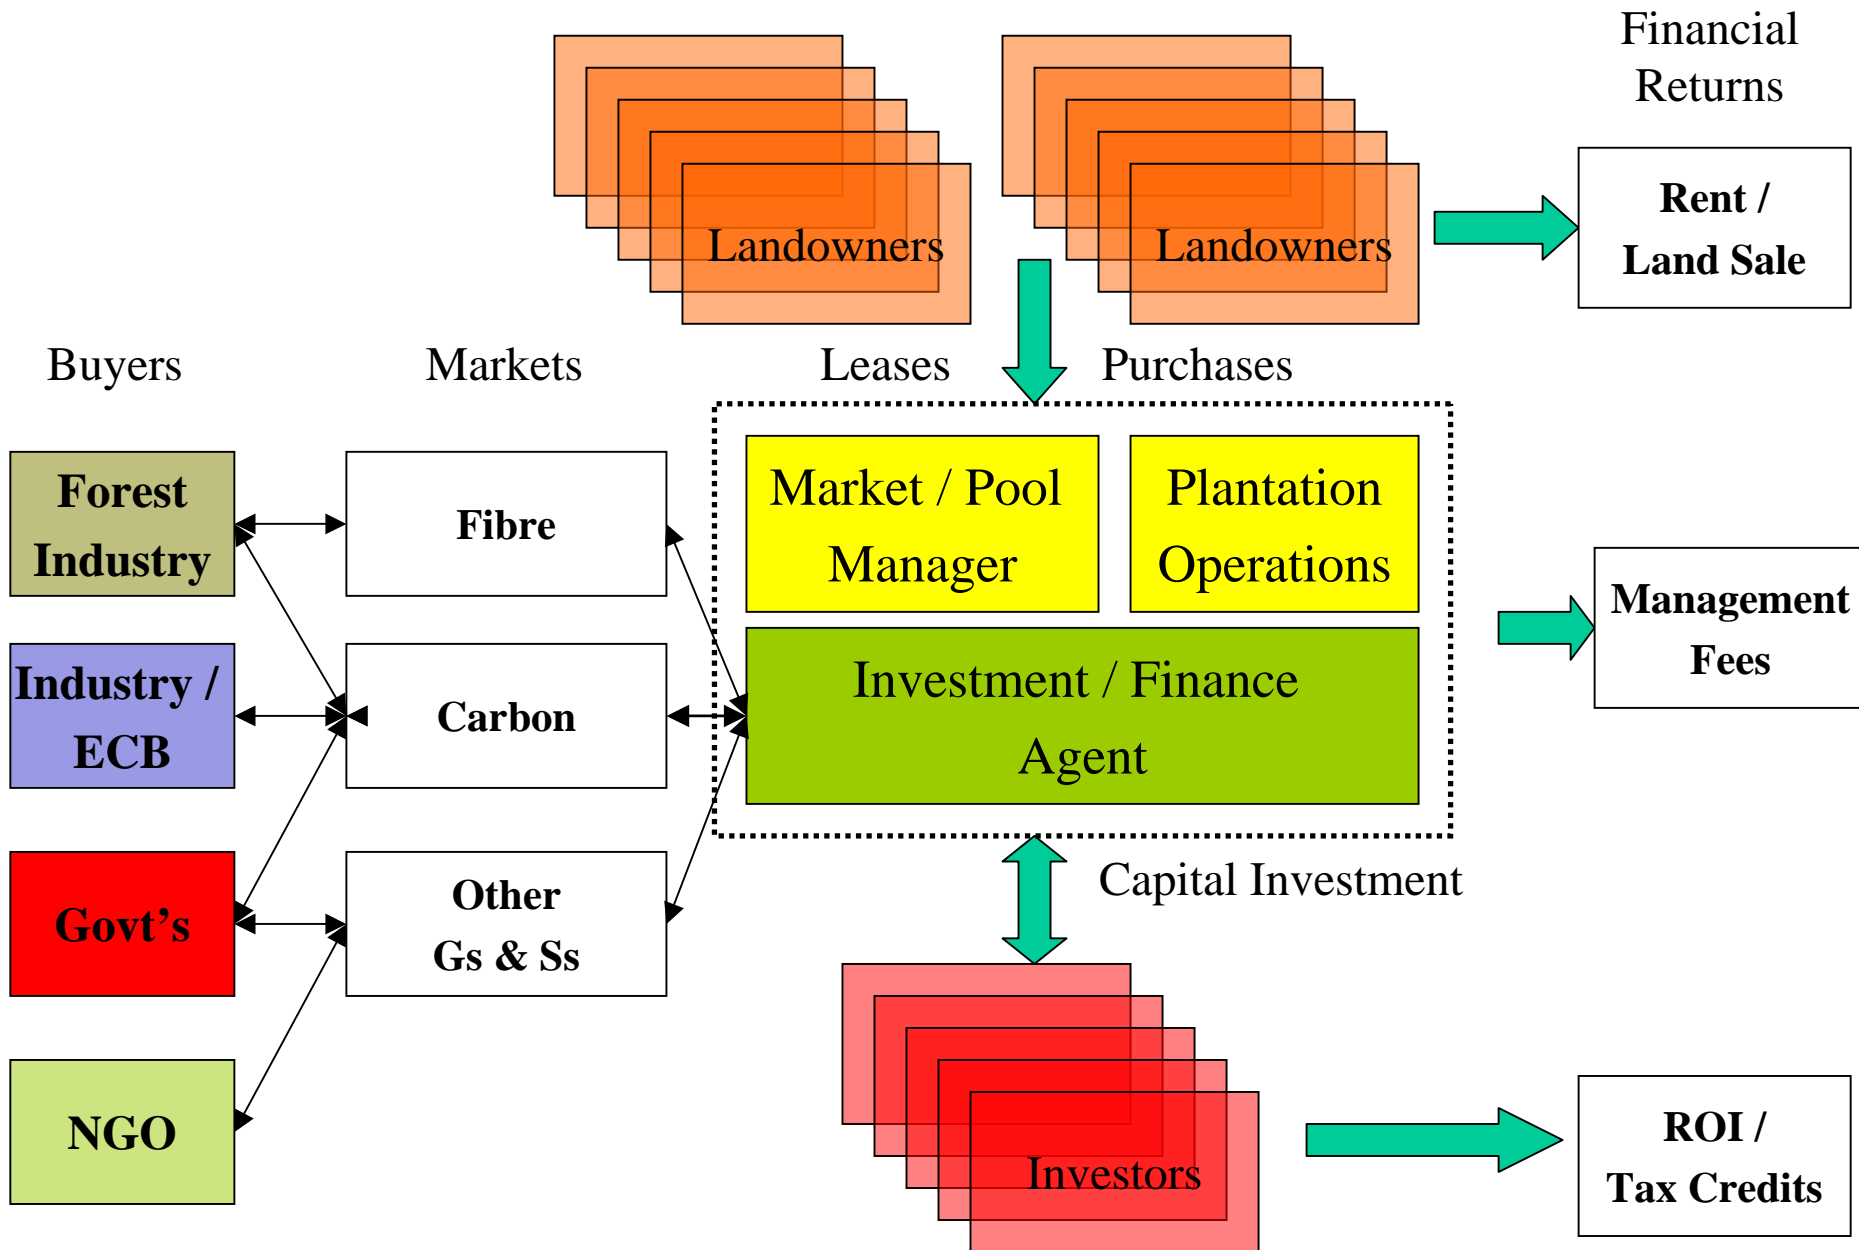 Financial
Returns
Landowners
Landowners
Rent /
Land Sale
Buyers
Markets
Leases
Purchases
Forest
Industry
Fibre
Market / Pool
Manager
Plantation
Operations
Management
Fees
Industry /
ECB
Carbon
Investment / Finance
Agent
Govt’s
Other
Gs & Ss
Capital Investment
NGO
Investors
ROI /
Tax Credits